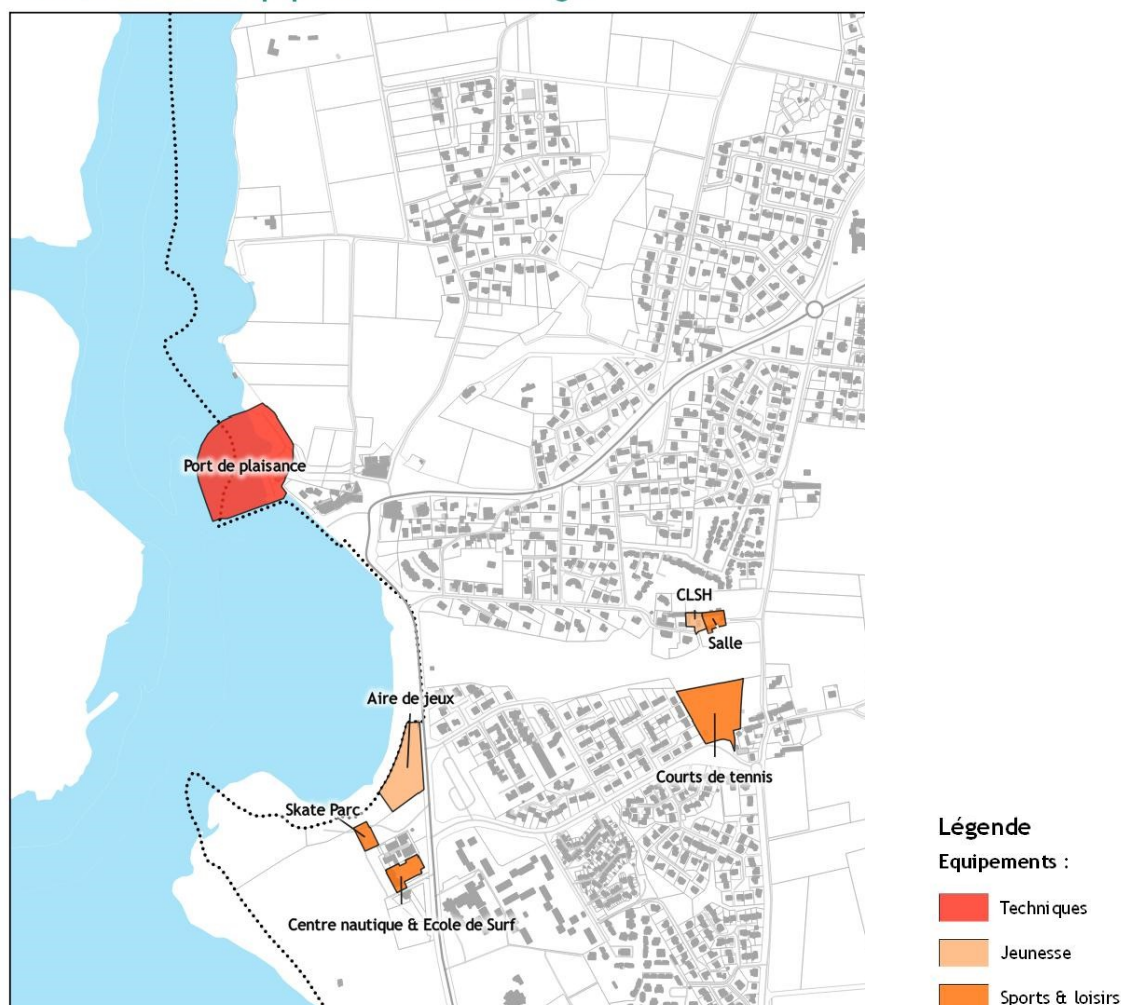 Port de plaisance
CLSH
Salle
Aire de jeux
Courts de tennis
Skate Parc
Centre nautique & Ecole de Surf
Légende
Equipements :
Techniques
Jeunesse
Sports & loisirs